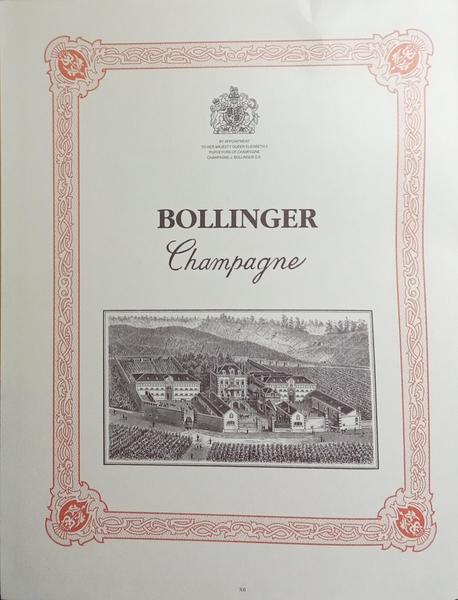 BY APPOINTMENT
TO HER MAJESTY QUEEN ELIZABETH II
PURVEYORS OF CHAMPAGNE
CHAMPAGNE J. BOLLINGER S.A.
BOLLINGER
Champagne